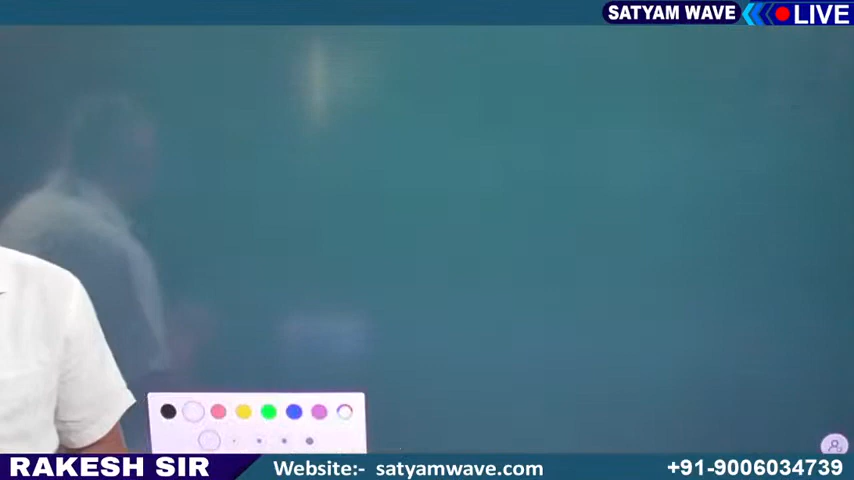 SATYAM WAVE LIVE
RAKESH SIR Website:- satyamwave.com +91-9006034739